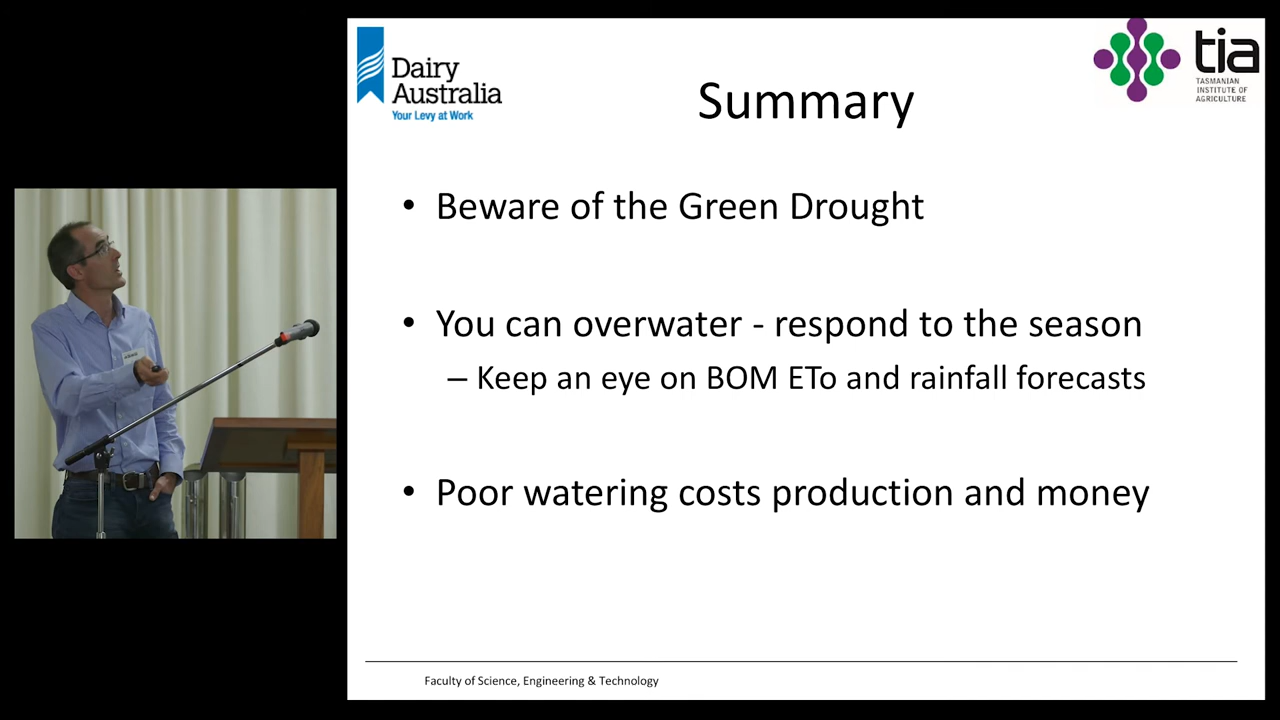 Dairy
Australia
Your Levy at Work
tia
TASMANIAN
INSTITUTE OF
AGRICULTURE
Summary
• Beware of the Green Drought
• You can overwater - respond to the season
– Keep an eye on BOM ETo and rainfall forecasts
• Poor watering costs production and money
Faculty of Science, Engineering & Technology